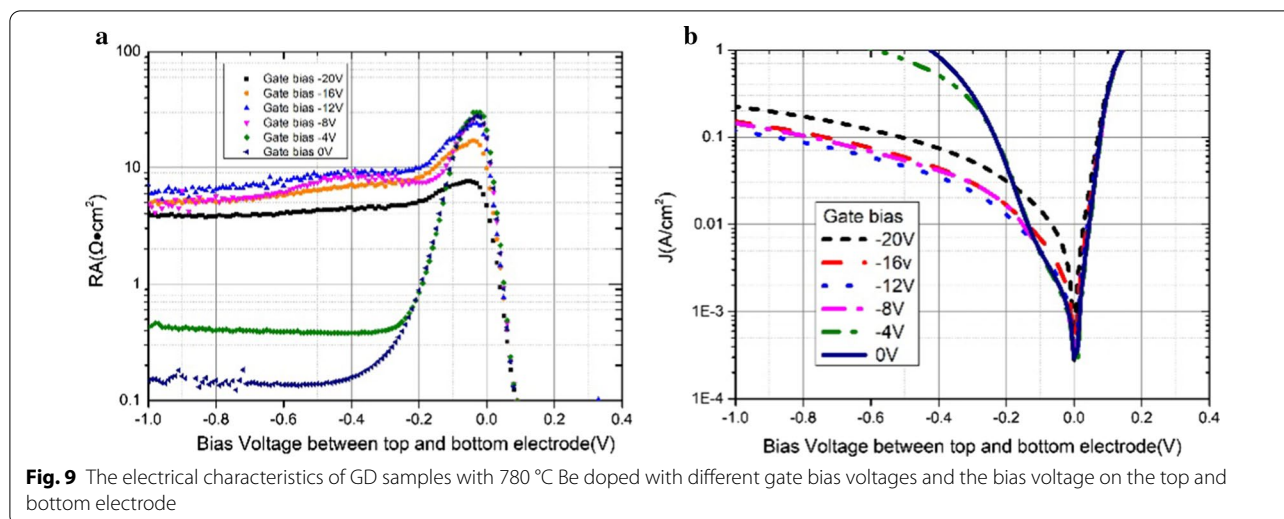 a
100
10
1
0.1
RA(Ω•cm²)
Gate bias -20V
Gate bias -16V
Gate bias -12V
Gate bias -8V
Gate bias -4V
Gate bias 0V
-1.0 -0.8 -0.6 -0.4 -0.2 0.0 0.2 0.4
Bias Voltage between top and bottom electrode(V)
b
1
0.1
0.01
1E-3
1E-4
J(A/cm²)
Gate bias
-20V
-16v
-12V
-8V
-4V
0V
-1.0 -0.8 -0.6 -0.4 -0.2 0.0 0.2 0.4
Bias Voltage between top and bottom electrode(V)
Fig. 9 The electrical characteristics of GD samples with 780 °C Be doped with different gate bias voltages and the bias voltage on the top and
bottom electrode